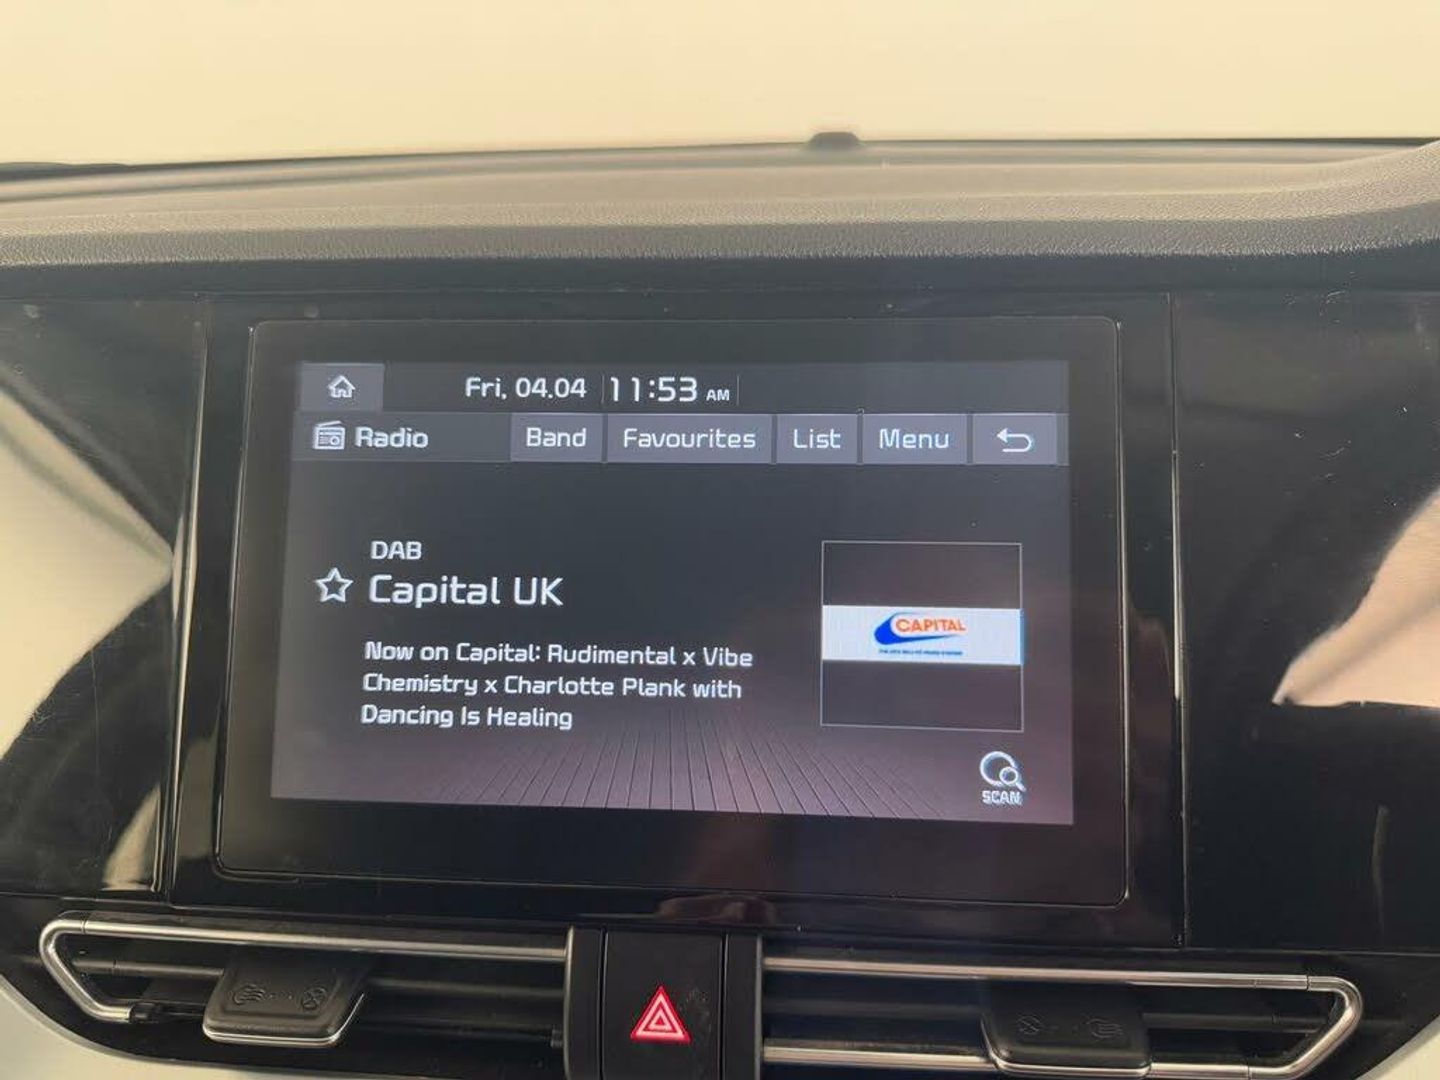 Fri, 04.04 11:53 AM
Radio Band Favourites List Menu
DAB
Capital UK
Now on Capital: Rudimental x Vibe
Chemistry x Charlotte Plank with
Dancing Is Healing
CAPITAL
SCAN